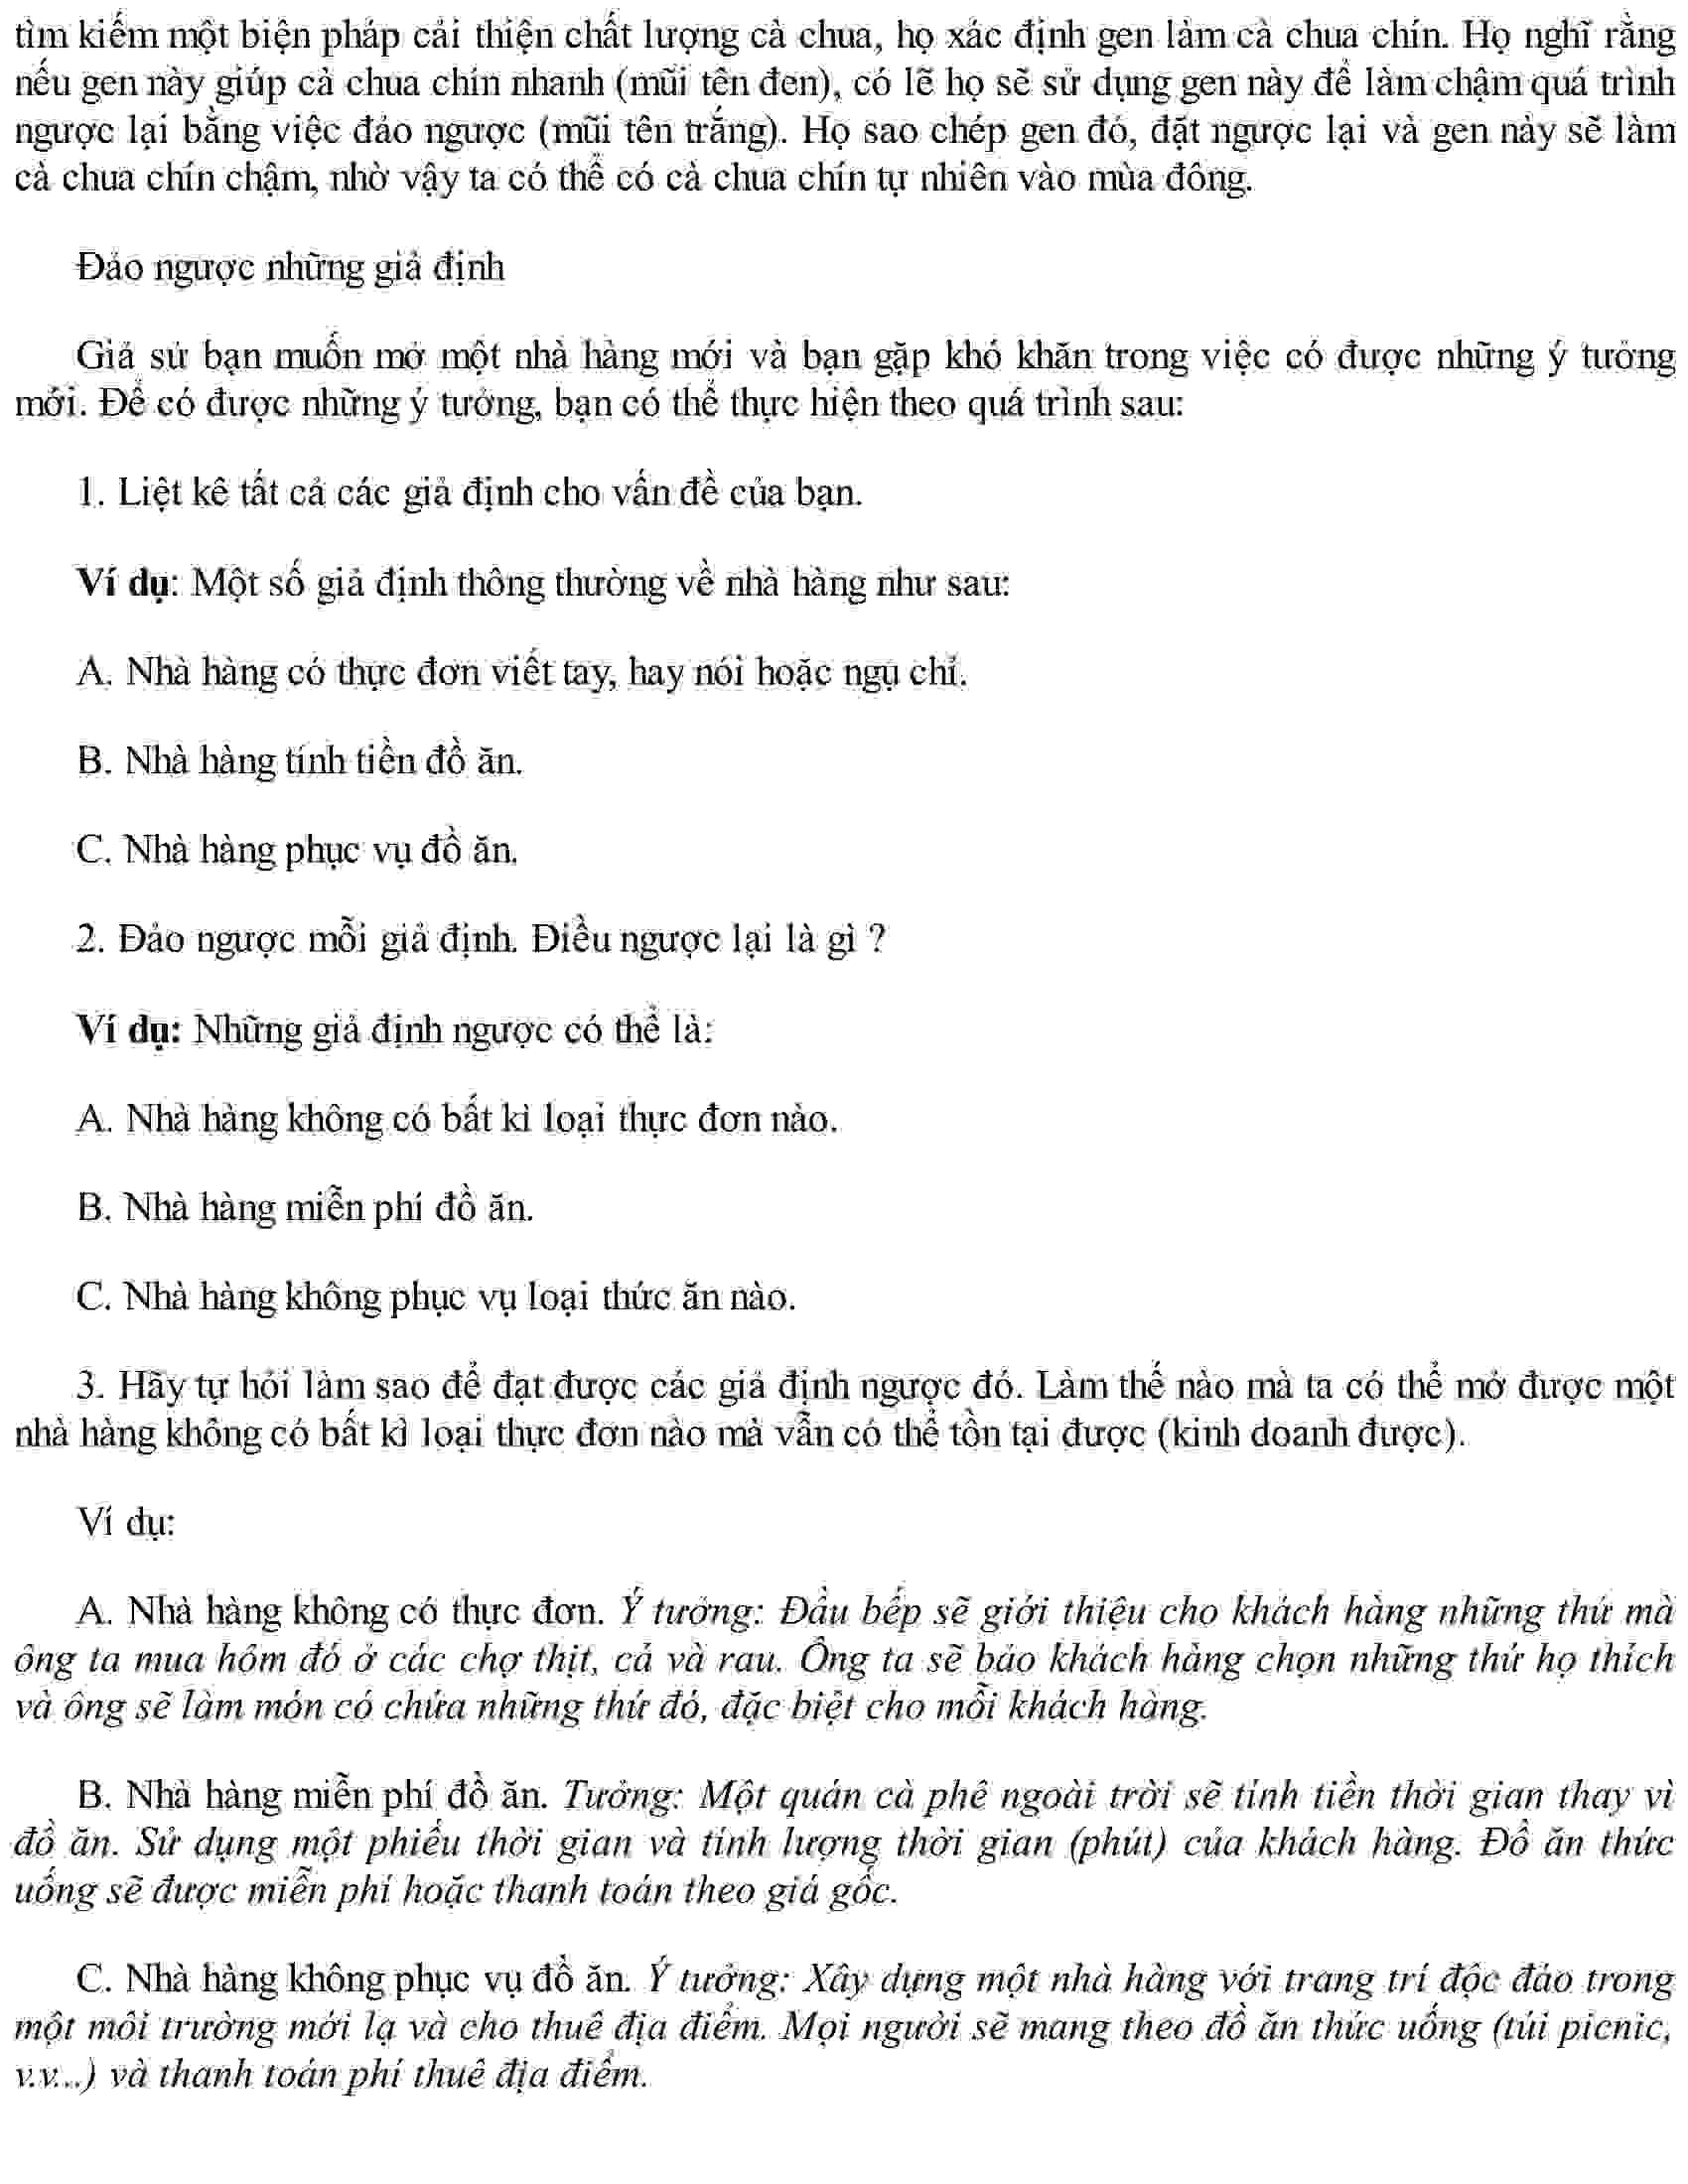 tìm kiếm một biện pháp cải thiện chất lượng cà chua, họ xác định gen làm cà chua chín. Họ nghĩ rằng
nếu gen này giúp cà chua chín nhanh (mũi tên đen), có lẽ họ sẽ sử dụng gen này để làm chậm quá trình
ngược lại bằng việc đảo ngược (mũi tên trắng). Họ sao chép gen đó, đặt ngược lại và gen này sẽ làm
cà chua chín chậm, nhờ vậy ta có thể có cà chua chín tự nhiên vào mùa đông.
Đảo ngược những giả định
Giả sử bạn muốn mở một nhà hàng mới và bạn gặp khó khăn trong việc có được những ý tưởng
mới. Để có được những ý tưởng, bạn có thể thực hiện theo quá trình sau:
1. Liệt kê tất cả các giả định cho vấn đề của bạn.
Ví dụ: Một số giả định thông thường về nhà hàng như sau:
A. Nhà hàng có thực đơn viết tay, hay nói hoặc ngụ chỉ.
B. Nhà hàng tính tiền đồ ăn.
C. Nhà hàng phục vụ đồ ăn.
2. Đảo ngược mỗi giả định. Điều ngược lại là gì ?
Ví dụ: Những giả định ngược có thể là:
A. Nhà hàng không có bất kì loại thực đơn nào.
B. Nhà hàng miễn phí đồ ăn.
C. Nhà hàng không phục vụ loại thức ăn nào.
3. Hãy tự hỏi làm sao để đạt được các giả định ngược đó. Làm thế nào mà ta có thể mở được một
nhà hàng không có bất kì loại thực đơn nào mà vẫn có thể tồn tại được (kinh doanh được).
Ví dụ:
A. Nhà hàng không có thực đơn. Ý tưởng: Đầu bếp sẽ giới thiệu cho khách hàng những thứ mà
ông ta mua hôm đó ở các chợ thịt, cá và rau. Ông ta sẽ bảo khách hàng chọn những thứ họ thích
và ông sẽ làm món có chứa những thứ đó, đặc biệt cho mỗi khách hàng.
B. Nhà hàng miễn phí đồ ăn. Tưởng: Một quán cà phê ngoài trời sẽ tính tiền thời gian thay vì
đồ ăn. Sử dụng một phiếu thời gian và tính lượng thời gian (phút) của khách hàng. Đồ ăn thức
uống sẽ được miễn phí hoặc thanh toán theo giá gốc.
C. Nhà hàng không phục vụ đồ ăn. Ý tưởng: Xây dựng một nhà hàng với trang trí độc đáo trong
một môi trường mới lạ và cho thuê địa điểm. Mọi người sẽ mang theo đồ ăn thức uống (túi picnic,
v.v...) và thanh toán phí thuê địa điểm.